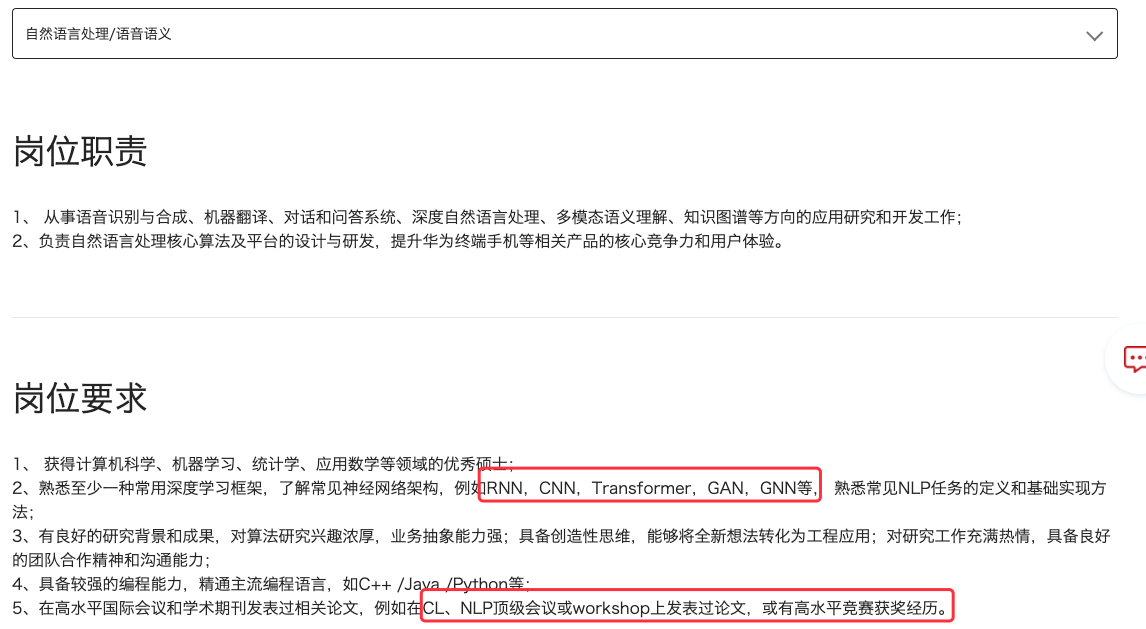 自然语言处理/语音语义
岗位职责
1、 从事语音识别与合成、机器翻译、对话和问答系统、深度自然语言处理、多模态语义理解、知识图谱等方向的应用研究和开发工作;
2、负责自然语言处理核心算法及平台的设计与研发，提升华为终端手机等相关产品的核心竞争力和用户体验。
岗位要求
1、 获得计算机科学、机器学习、统计学、应用数学等领域的优秀硕士;
2、熟悉至少一种常用深度学习框架，了解常见神经网络架构，例如RNN，CNN，Transformer，GAN，GNN等， 熟悉常见NLP任务的定义和基础实现方
法;
3、有良好的研究背景和成果，对算法研究兴趣浓厚，业务抽象能力强；具备创造性思维，能够将全新想法转化为工程应用；对研究工作充满热情，具备良好
的团队合作精神和沟通能力;
4、具备较强的编程能力，精通主流编程语言，如C++ /Java /Python等;
5、在高水平国际会议和学术期刊发表过相关论文，例如在CL、NLP顶级会议或workshop上发表过论文，或有高水平竞赛获奖经历。